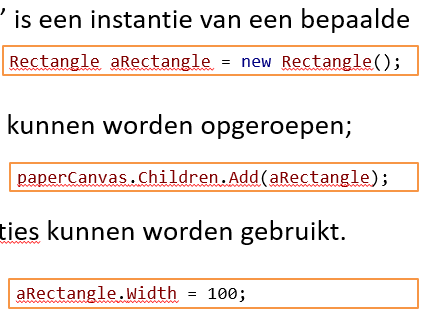 ’ is een instantie van een bepaalde
Rectangle aRectangle = new Rectangle();
kunnen worden opgeroepen;
paperCanvas.Children.Add(aRectangle);
ties kunnen worden gebruikt.
aRectangle.Width = 100;